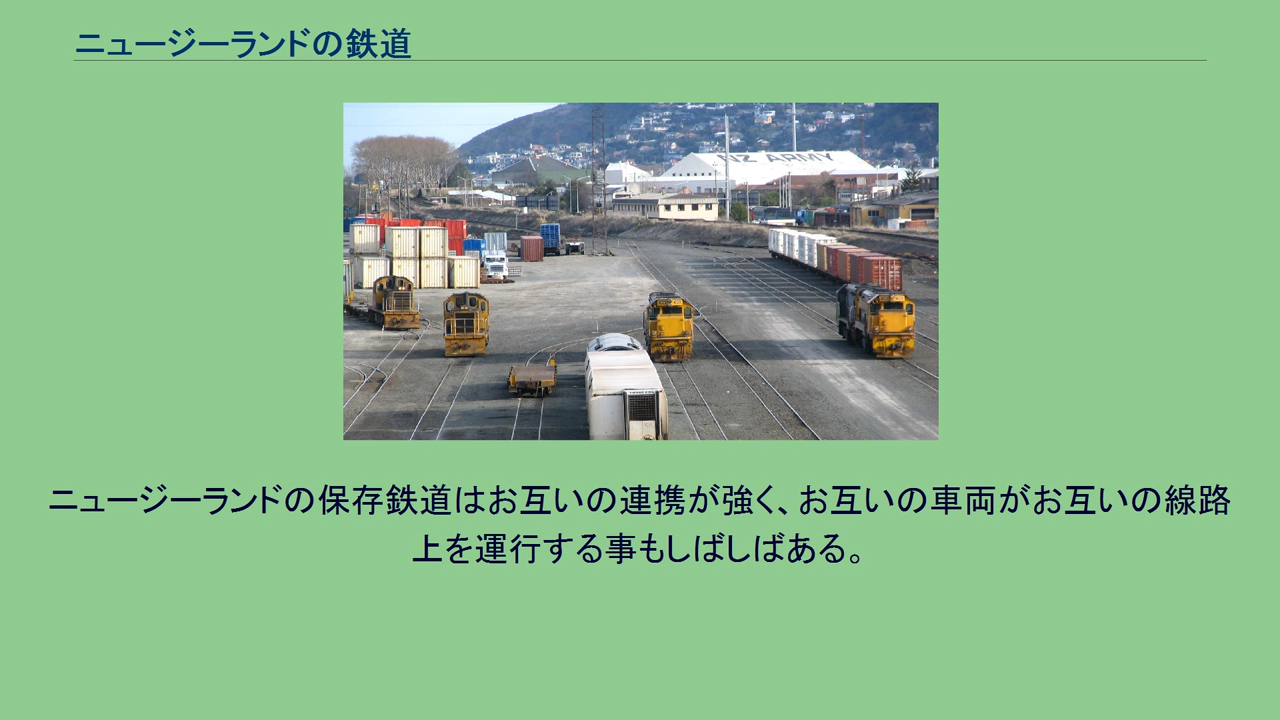 ニュージーランドの鉄道
NZ ARMY
ニュージーランドの保存鉄道はお互いの連携が強く、お互いの車両がお互いの線路
上を運行する事もしばしばある。